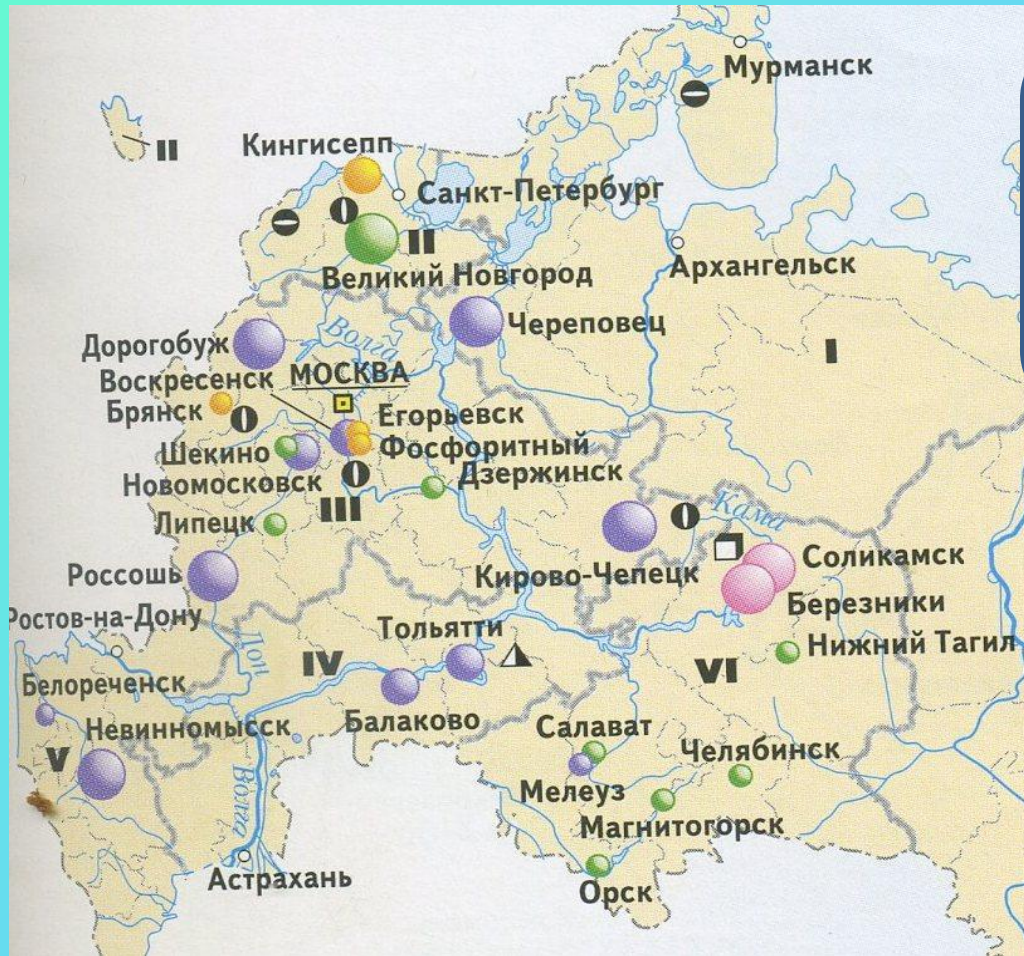 Мурманск
II
Кингисепп
Санкт-Петербург
II
Великий Новгород
Архангельск
Череповец
Волга
Дорогобуж
I
Воскресенск
МОСКВА
Брянск
Егорьевск
Фосфоритный
Шекино
Дзержинск
Новомосковск
III
Липецк
Кама
Соликамск
Россошь
Кирово-Чепецк
Березники
Ростов-на-Дону
Тольятти
Дон
Нижний Тагил
IV
VI
Белореченск
Невинномысск
Балаково
Салават
Челябинск
V
Волга
Мелеуз
Магнитогорск
Астрахань
Орск